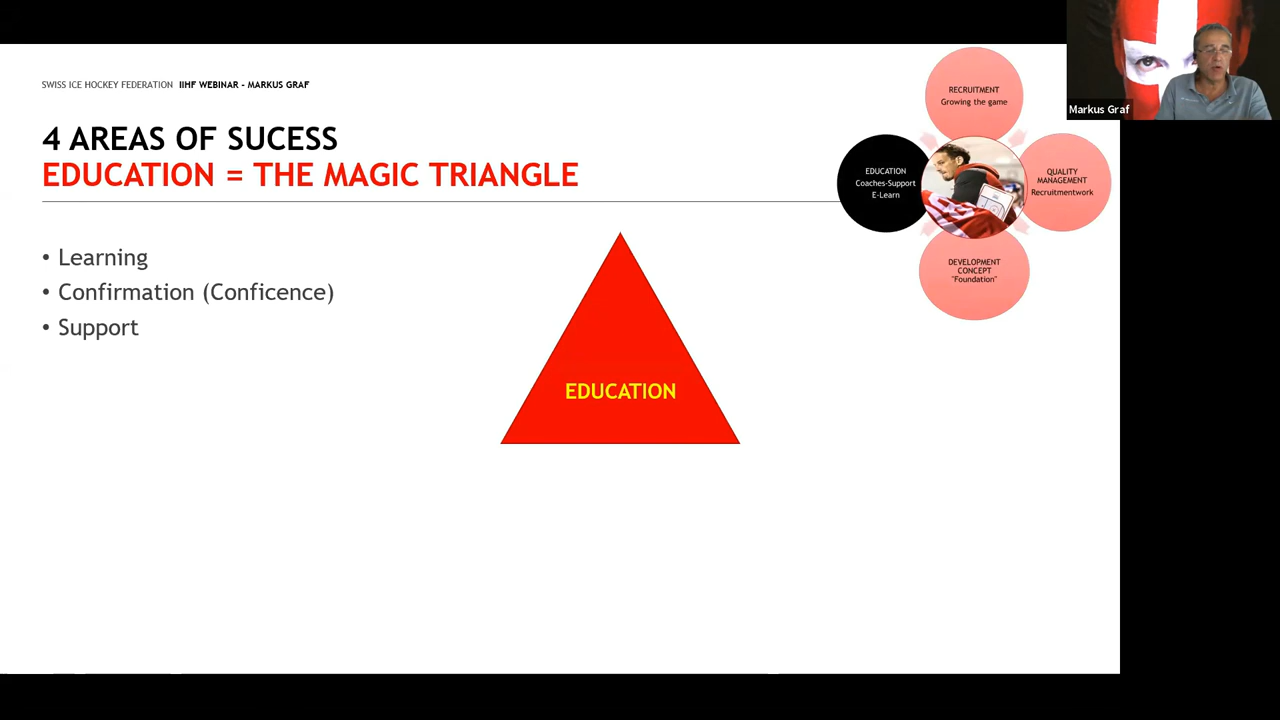 SWISS ICE HOCKEY FEDERATION IIHF WEBINAR - MARKUS GRAF
4 AREAS OF SUCESS
EDUCATION = THE MAGIC TRIANGLE
• Learning
• Confirmation (Conficence)
• Support
EDUCATION
RECRUITMENT
Growing the game
EDUCATION
Coaches-Support
E-Learn
QUALITY
MANAGEMENT
Recruitmentwork
DEVELOPMENT
CONCEPT
"Foundation"
Markus Graf